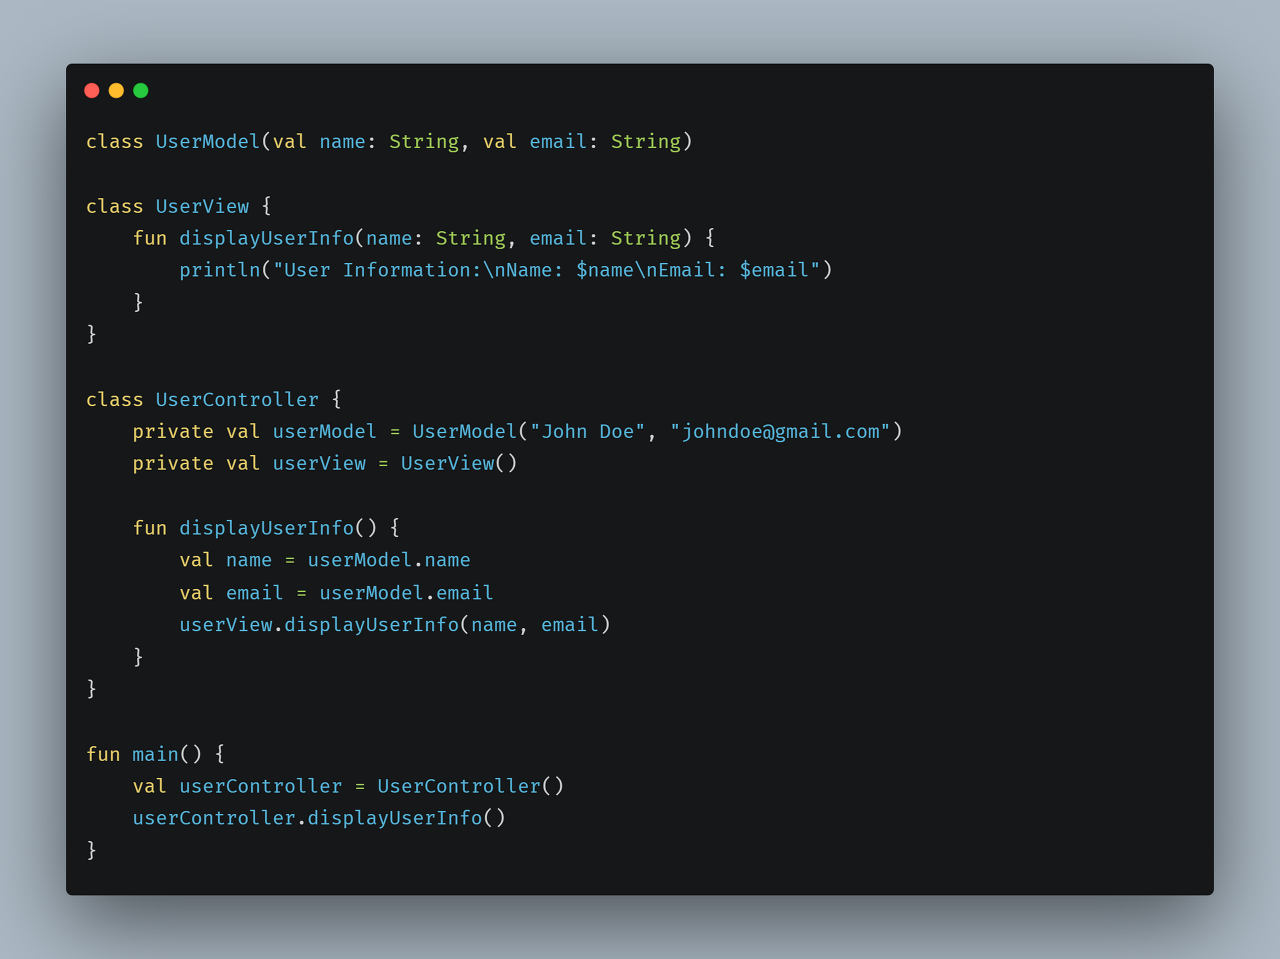 class UserModel(val name: String, val email: String)

class UserView {
    fun displayUserInfo(name: String, email: String) {
        println("User Information:\nName: $name\nEmail: $email")
    }
}

class UserController {
    private val userModel = UserModel("John Doe", "johndoe@gmail.com")
    private val userView = UserView()

    fun displayUserInfo() {
        val name = userModel.name
        val email = userModel.email
        userView.displayUserInfo(name, email)
    }
}

fun main() {
    val userController = UserController()
    userController.displayUserInfo()
}